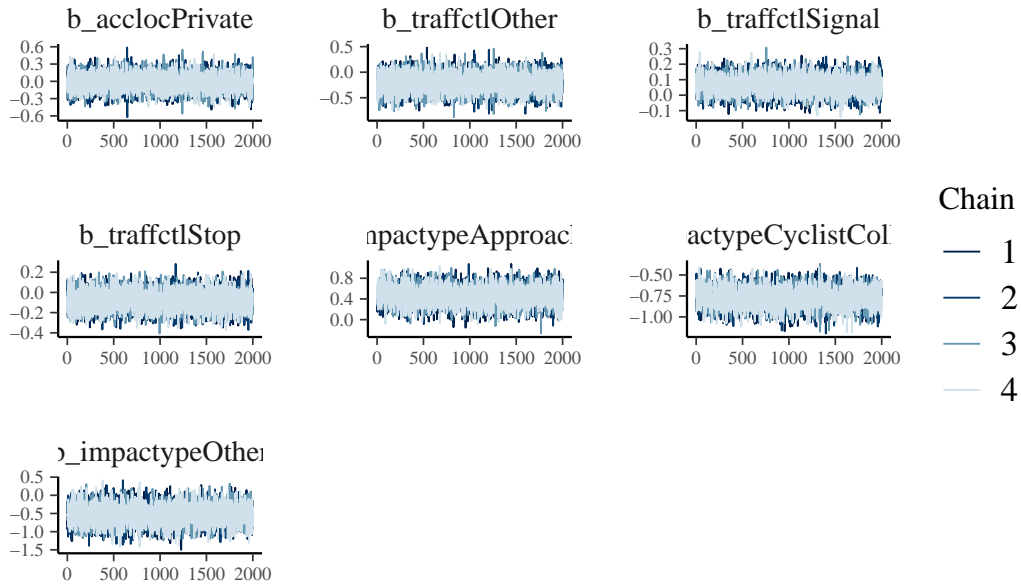 b_acclocPrivate b_traffctlOther b_traffctlSignal
0.6 0.5 0.3
0.3 0.0 0.2
0.0 −0.5 0.1
−0.3 0.0
−0.6 −0.1
0 500 1000 1500 2000 0 500 1000 1500 2000 0 500 1000 1500 2000
Chain
b_traffctlStop mpactypeApproacl actypeCyclistColl
0.2 0.8 −0.50
0.0 0.4 −0.75
−0.2 0.0 −1.00
−0.4
0 500 1000 1500 2000 0 500 1000 1500 2000 0 500 1000 1500 2000
1
2
3
4
b_impactypeOther
0.5
0.0
−0.5
−1.0
−1.5
0 500 1000 1500 2000